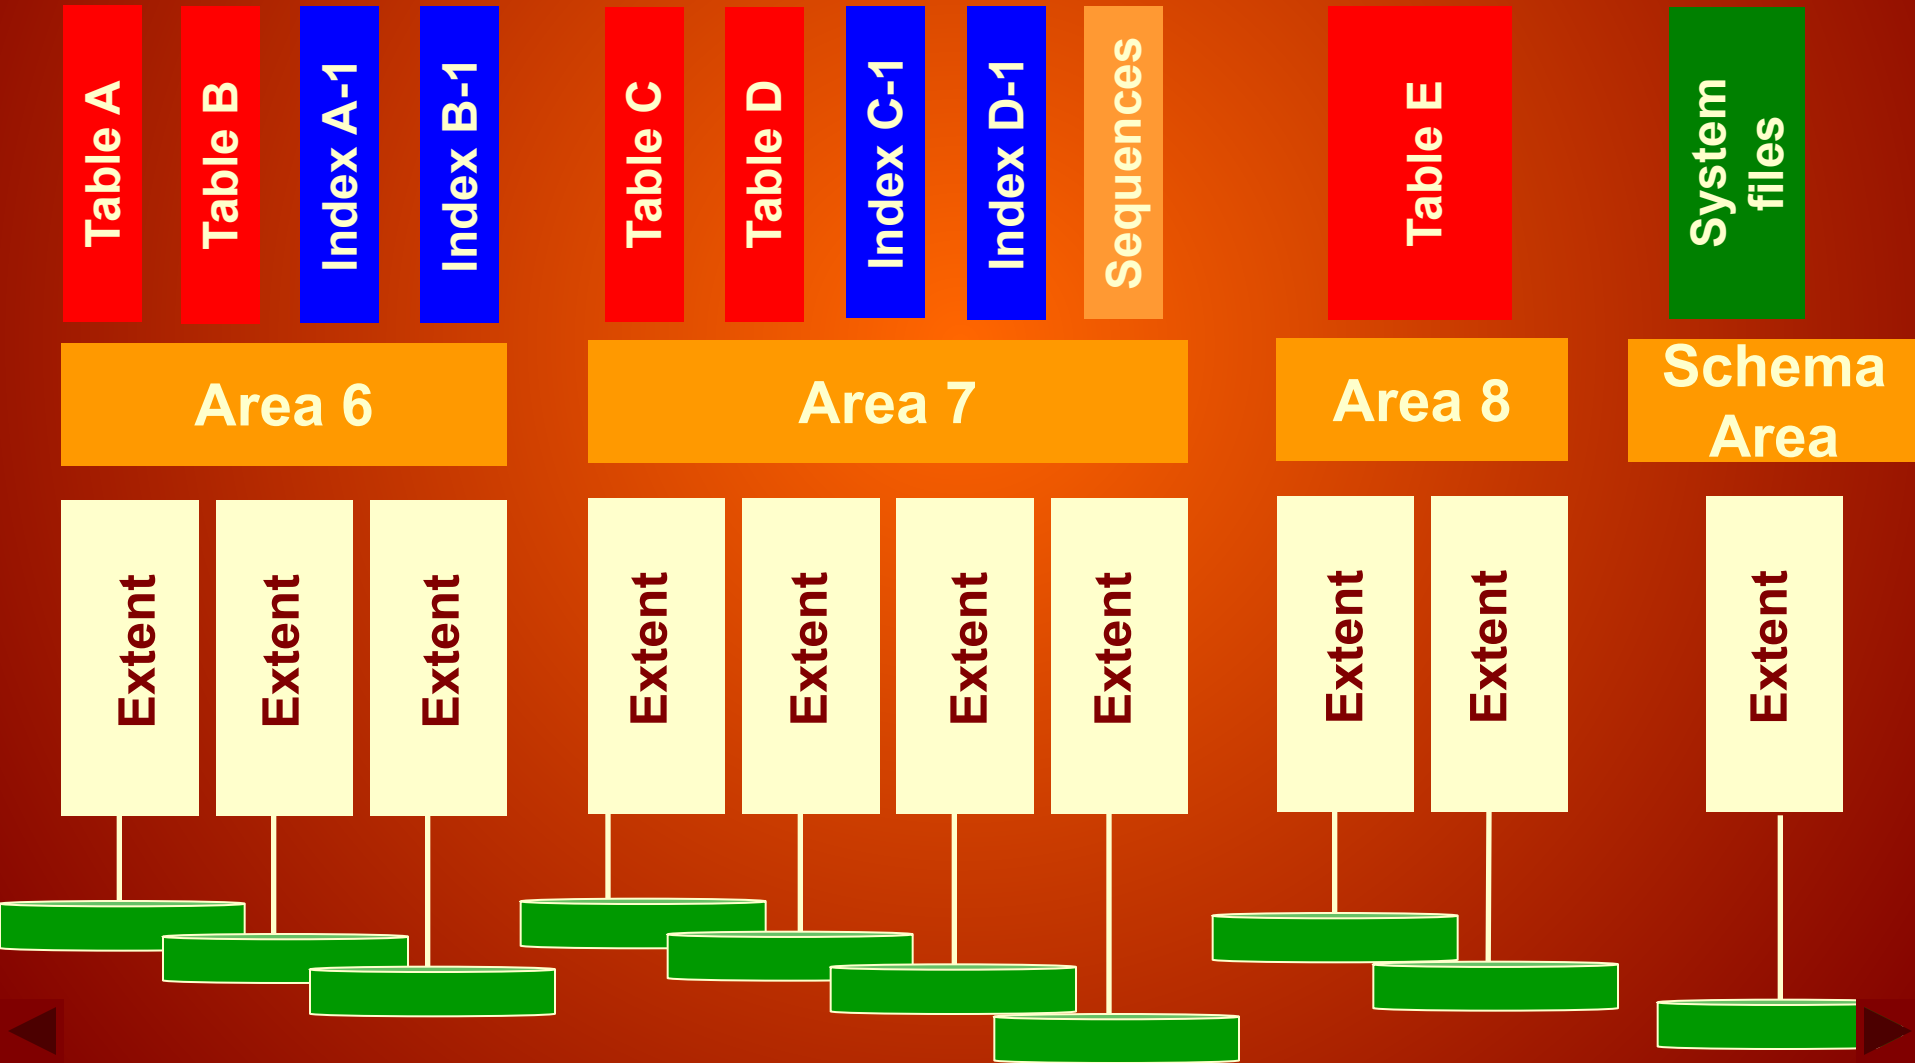 Table A
Table B
Index A-1
Index B-1
Table C
Table D
Index C-1
Index D-1
Sequences
Table E
System
files
Area 6
Area 7
Area 8
Schema
Area
Extent
Extent
Extent
Extent
Extent
Extent
Extent
Extent
Extent
Extent